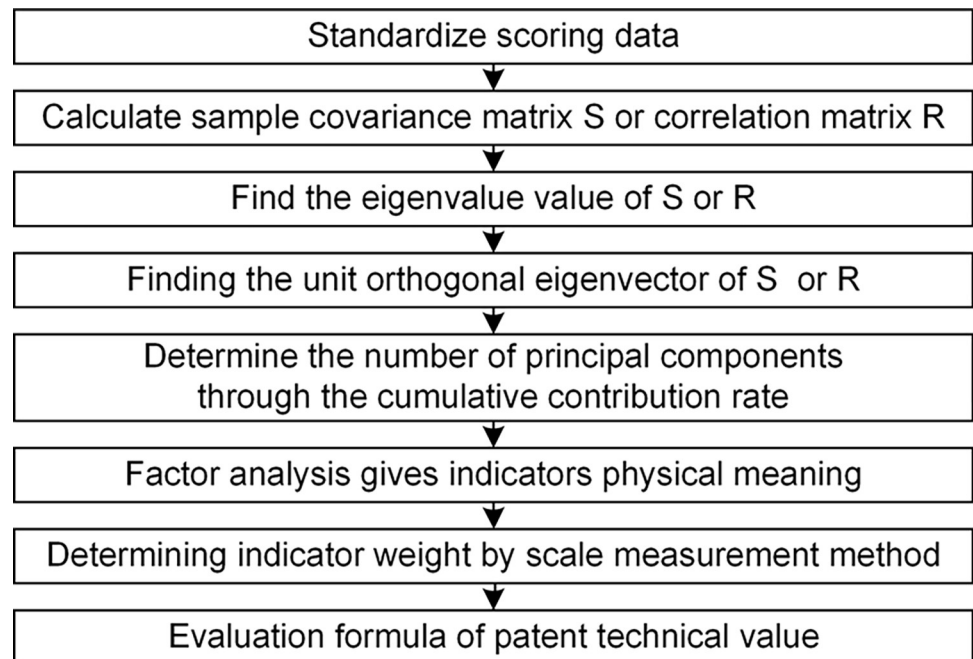 Standardize scoring data
Calculate sample covariance matrix S or correlation matrix R
Find the eigenvalue value of S or R
Finding the unit orthogonal eigenvector of S or R
Determine the number of principal components
through the cumulative contribution rate
Factor analysis gives indicators physical meaning
Determining indicator weight by scale measurement method
Evaluation formula of patent technical value